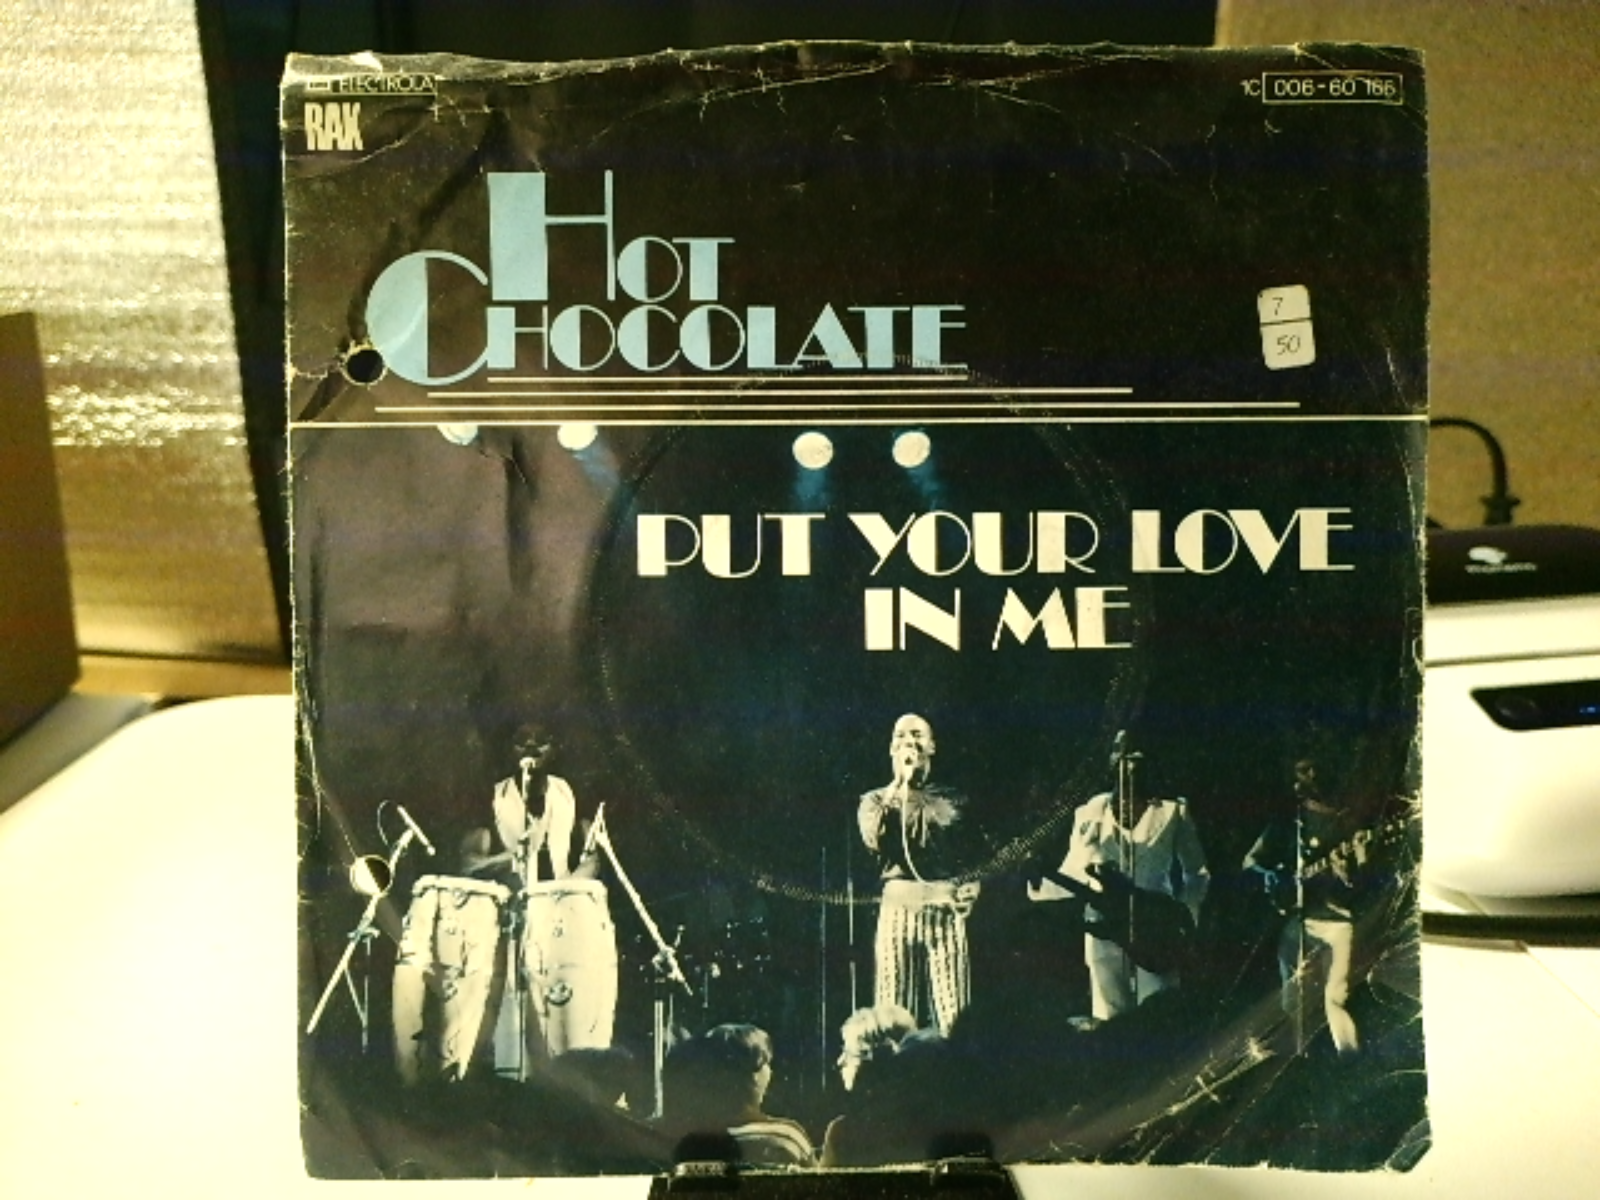 ELECTROLA
1C 006-60 166
RAK
HOT
CHOCOLATE
7
50
PUT YOUR LOVE
IN ME